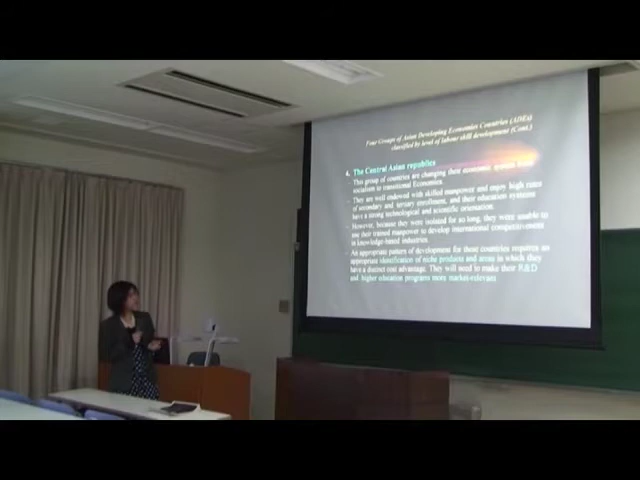 Four Groups of Asian Developing Economies Countries (ADEs)
classified by level of labour skill development (Cont.)
4. The Central Asian republics
- This group of countries are changing their economic system from
socialism to transitional Economies.
- They are well endowed with skilled manpower and enjoy high rates
of secondary and tertiary enrollment, and their education systems
have a strong technological and scientific orientation.
- However, because they were isolated for so long, they were unable to
use their trained manpower to develop international competitiveness
in knowledge-based industries.
- An appropriate pattern of development for these countries requires an
appropriate identification of niche products and areas in which they
have a distinct cost advantage. They will need to make their R&D
and higher education programs more market-relevant